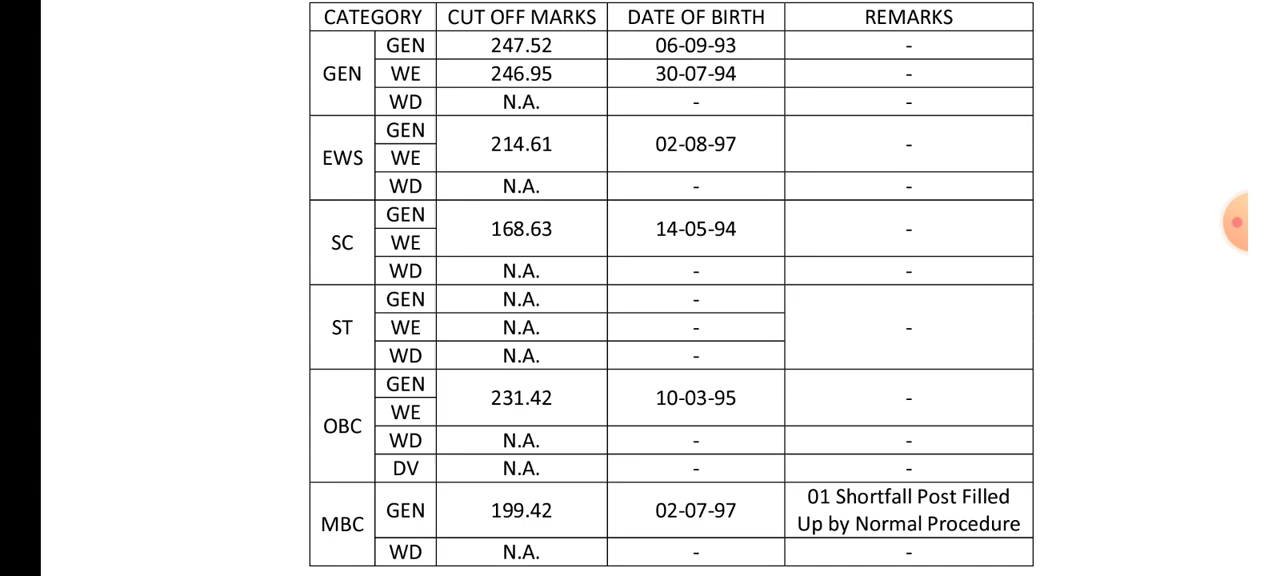 CATEGORY CUT OFF MARKS DATE OF BIRTH REMARKS
GEN GEN 247.52 06-09-93 -
WE 246.95 30-07-94 -
WD N.A. - -
EWS GEN 214.61 02-08-97 -
WE
WD N.A. - -
SC GEN 168.63 14-05-94 -
WE
WD N.A. - -
ST GEN N.A. - -
WE N.A. -
WD N.A. -
OBC GEN 231.42 10-03-95 -
WE
WD N.A. - -
DV N.A. - -
MBC GEN 199.42 02-07-97 01 Shortfall Post Filled
Up by Normal Procedure
WD N.A. - -